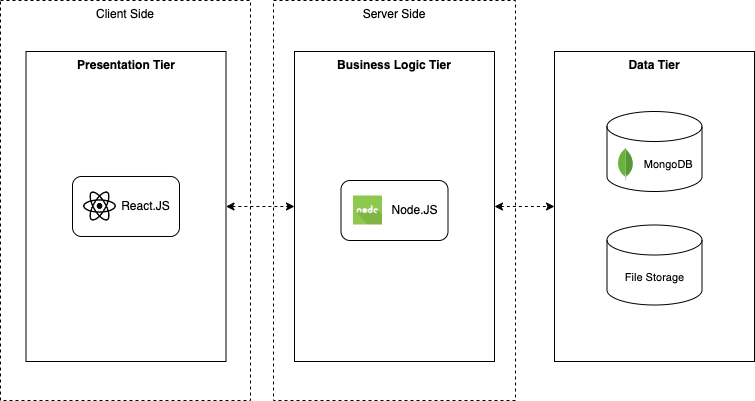 Client Side
Server Side
Presentation Tier
Business Logic Tier
Data Tier
React.JS
node
Node.JS
MongoDB
File Storage